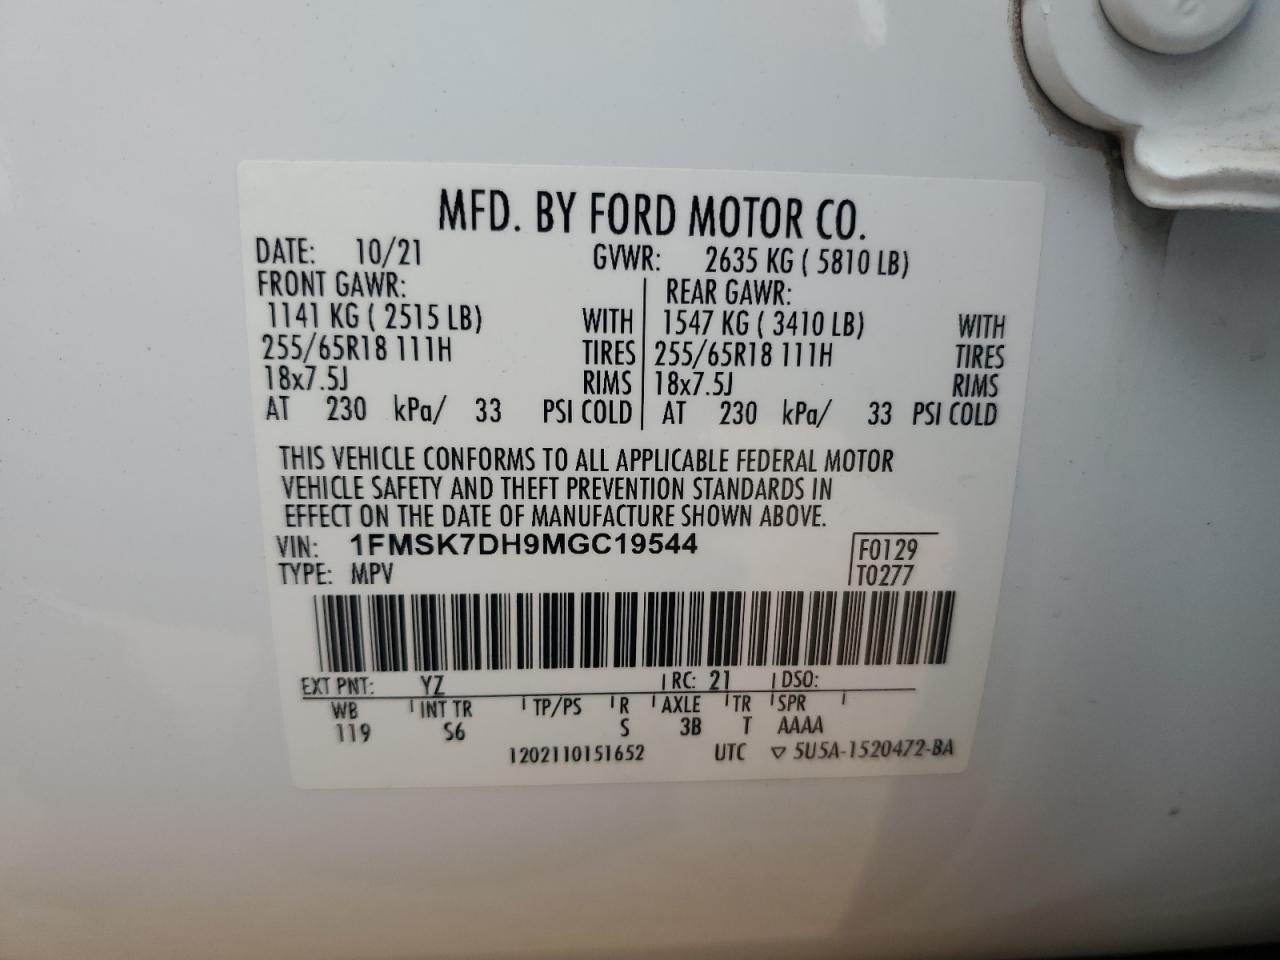 MFD. BY FORD MOTOR CO.
DATE: 10/21 GVWR: 2635 KG ( 5810 LB)
FRONT GAWR: REAR GAWR:
1141 KG ( 2515 LB) WITH 1547 KG ( 3410 LB) WITH
255/65R18 111H TIRES 255/65R18 111H TIRES
18x7.5J RIMS 18x7.5J RIMS
AT 230 kPa/ 33 PSI COLD AT 230 kPa/ 33 PSI COLD
THIS VEHICLE CONFORMS TO ALL APPLICABLE FEDERAL MOTOR
VEHICLE SAFETY AND THEFT PREVENTION STANDARDS IN
EFFECT ON THE DATE OF MANUFACTURE SHOWN ABOVE.
VIN: 1FMSK7DH9MGC19544 F0129
TYPE: MPV T0277
EXT PNT: YZ RC: 21 DSO:
WB INT TR TP/PS R AXLE TR SPR
119 S6 S 3B T AAAA
1202110151652 UTC ▽ 5U5A-1520472-BA